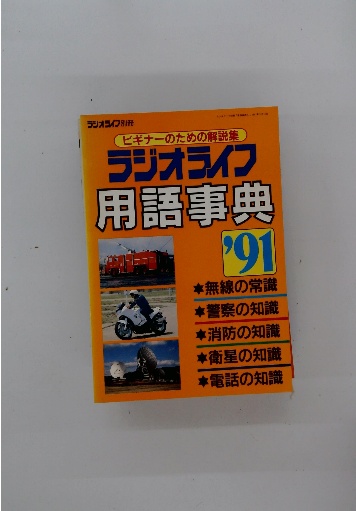 ラジオライフ別冊
ビギナーのための解説集
ラジオライフ
用語事典
'91
★無線の常識
★警察の知識
★消防の知識
★衛星の知識
★電話の知識